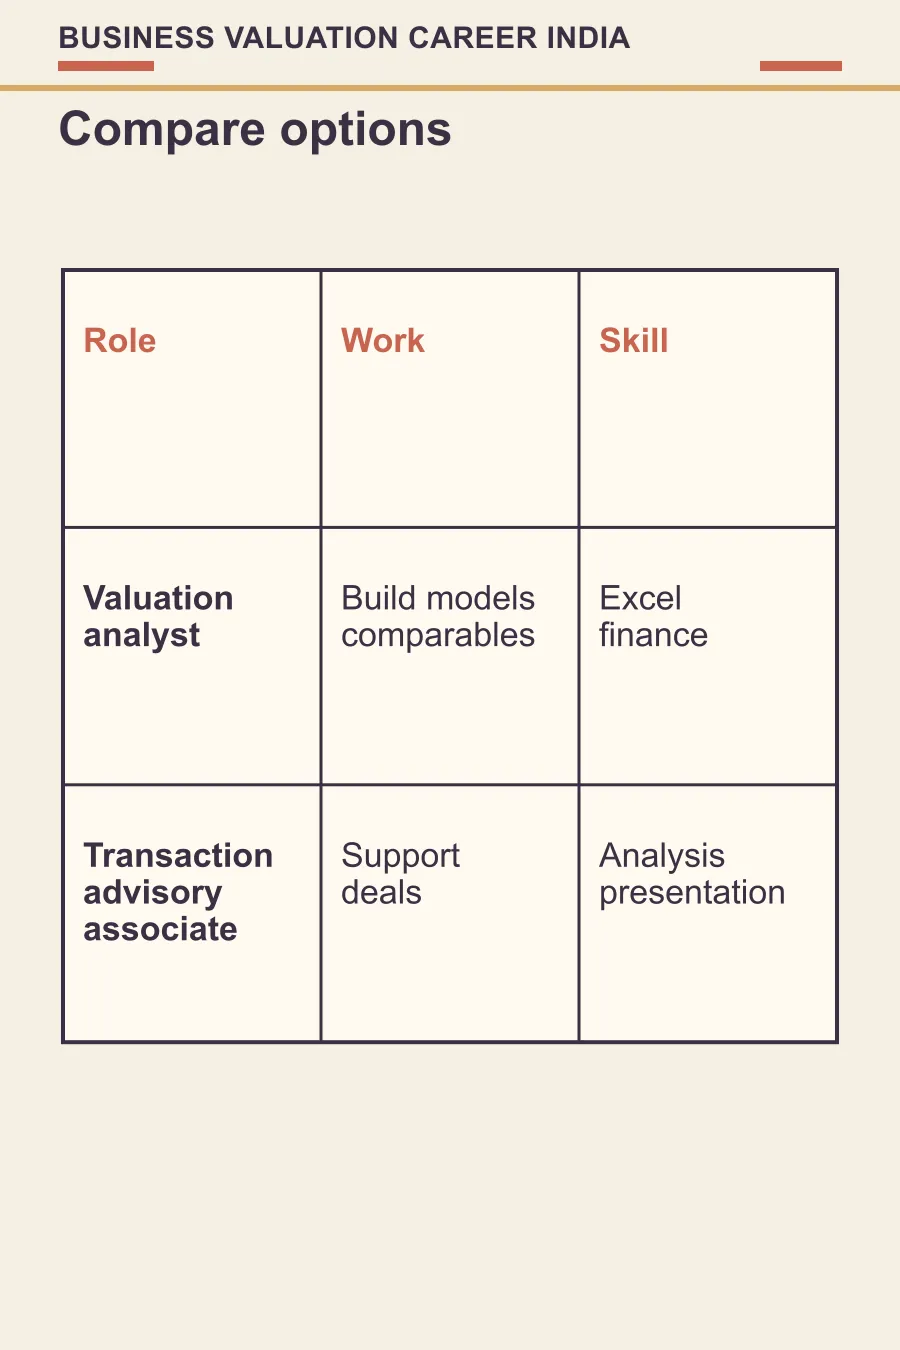 BUSINESS VALUATION CAREER INDIA
Compare options
Role
Work
Skill
Valuation
analyst
Build models
comparables
Excel
finance
Transaction
advisory
associate
Support
deals
Analysis
presentation